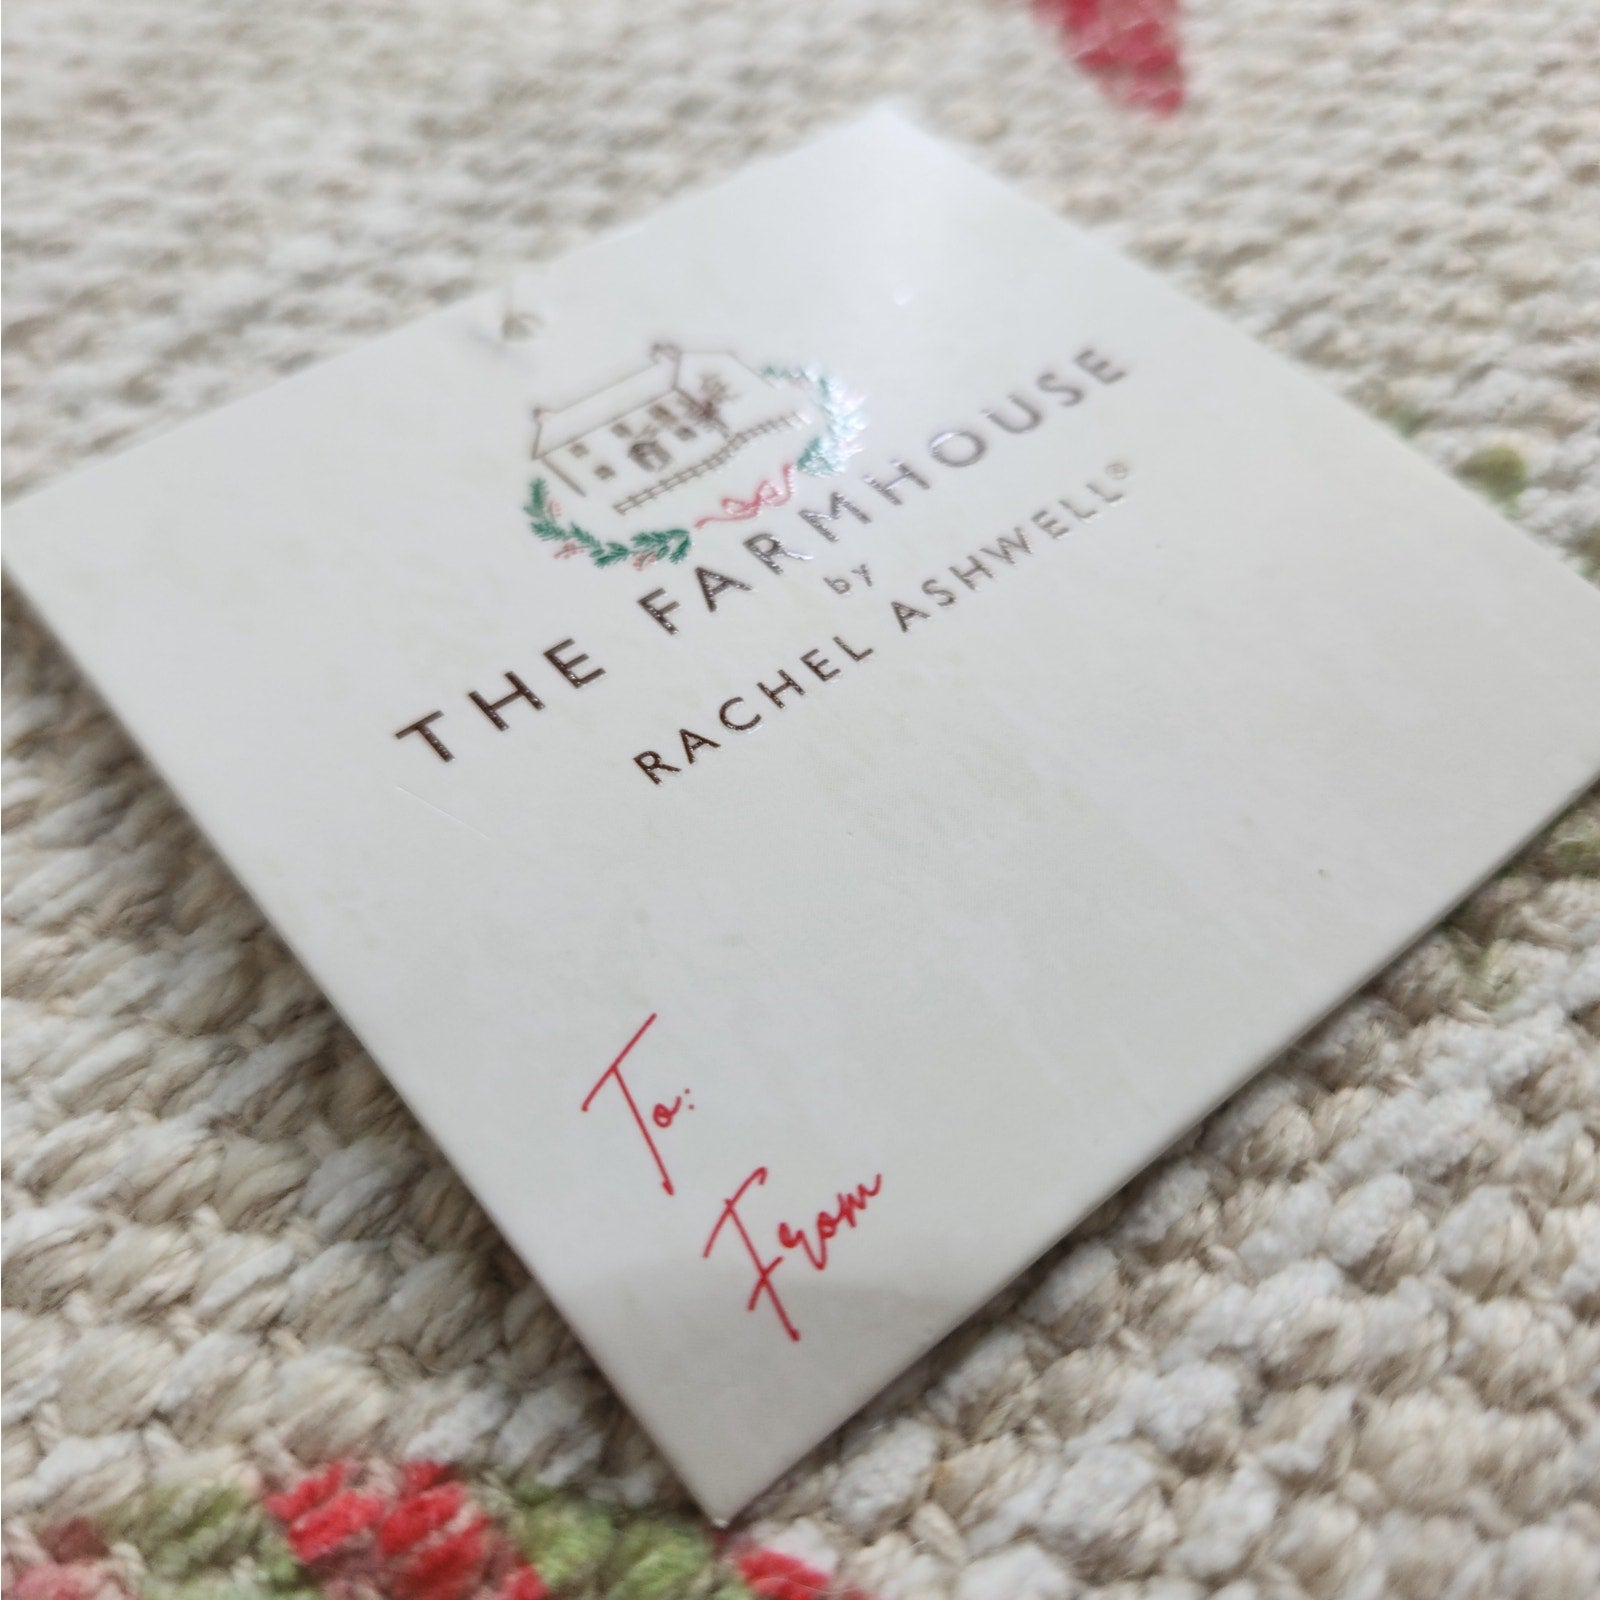 THE FARMHOUSE
by
RACHEL ASHWELL®
To:
From